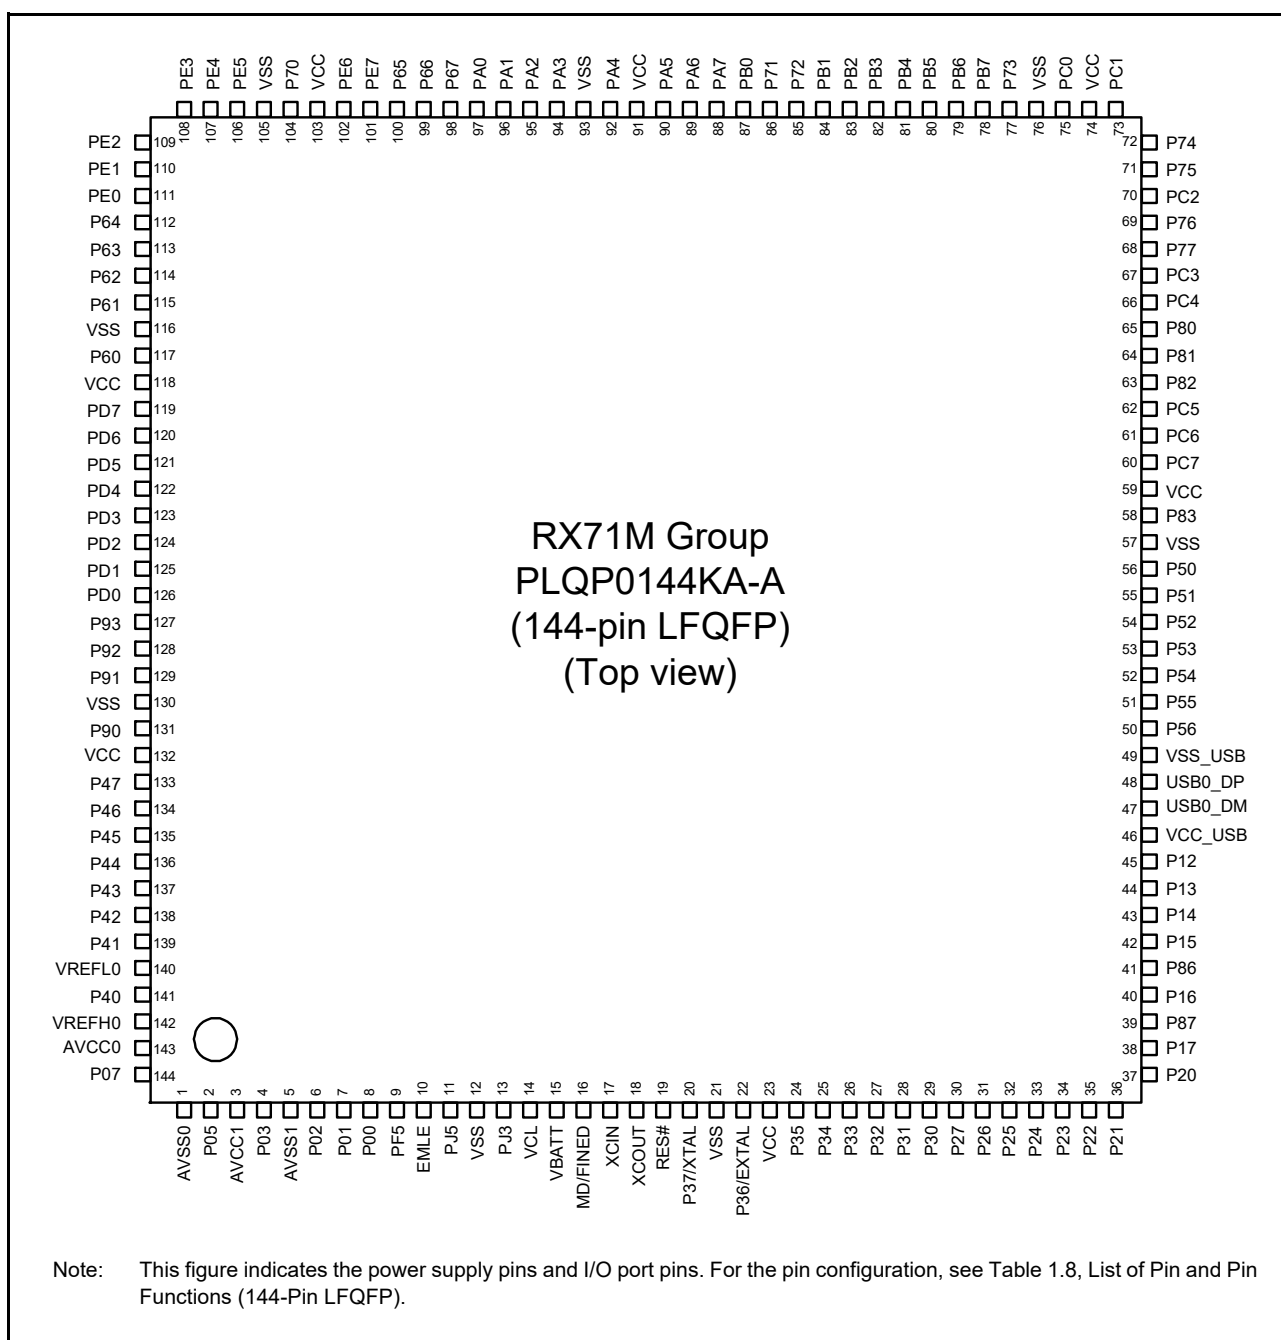 PE3 PE4 PE5 VSS P70 VCC PE6 PE7 P65 P66 P67 PA0 PA1 PA2 PA3 VSS PA4 VCC PA5 PA6 PA7 PB0 P71 P72 PB1 PB2 PB3 PB4 PB5 PB6 PB7 P73 VSS PC0 VCC PC1
108 107 106 105 104 103 102 101 100 99 98 97 96 95 94 93 92 91 90 89 88 87 86 85 84 83 82 81 80 79 78 77 76 75 74 73
PE2 109 72 P74
PE1 110 71 P75
PE0 111 70 PC2
P64 112 69 P76
P63 113 68 P77
P62 114 67 PC3
P61 115 66 PC4
VSS 116 65 P80
P60 117 64 P81
VCC 118 63 P82
PD7 119 62 PC5
PD6 120 61 PC6
PD5 121 60 PC7
PD4 122 59 VCC
PD3 123 58 P83
PD2 124 57 VSS
PD1 125 56 P50
PD0 126 55 P51
P93 127 54 P52
P92 128 53 P53
P91 129 52 P54
VSS 130 51 P55
P90 131 50 P56
VCC 132 49 VSS_USB
P47 133 48 USB0_DP
P46 134 47 USB0_DM
P45 135 46 VCC_USB
P44 136 45 P12
P43 137 44 P13
P42 138 43 P14
P41 139 42 P15
VREFL0 140 41 P86
P40 141 40 P16
VREFH0 142 39 P87
AVCC0 143 38 P17
P07 144 37 P20
RX71M Group
PLQP0144KA-A
(144-pin LFQFP)
(Top view)
1 2 3 4 5 6 7 8 9 10 11 12 13 14 15 16 17 18 19 20 21 22 23 24 25 26 27 28 29 30 31 32 33 34 35 36
AVSS0 P05 AVCC1 P03 AVSS1 P02 P01 P00 PF5 EMLE PJ5 VSS PJ3 VCL VBATT MD/FINED XCIN XCOUT RES# P37/XTAL VSS P36/EXTAL VCC P35 P34 P33 P32 P31 P30 P27 P26 P25 P24 P23 P22 P21
Note: This figure indicates the power supply pins and I/O port pins. For the pin configuration, see Table 1.8, List of Pin and Pin
Functions (144-Pin LFQFP).